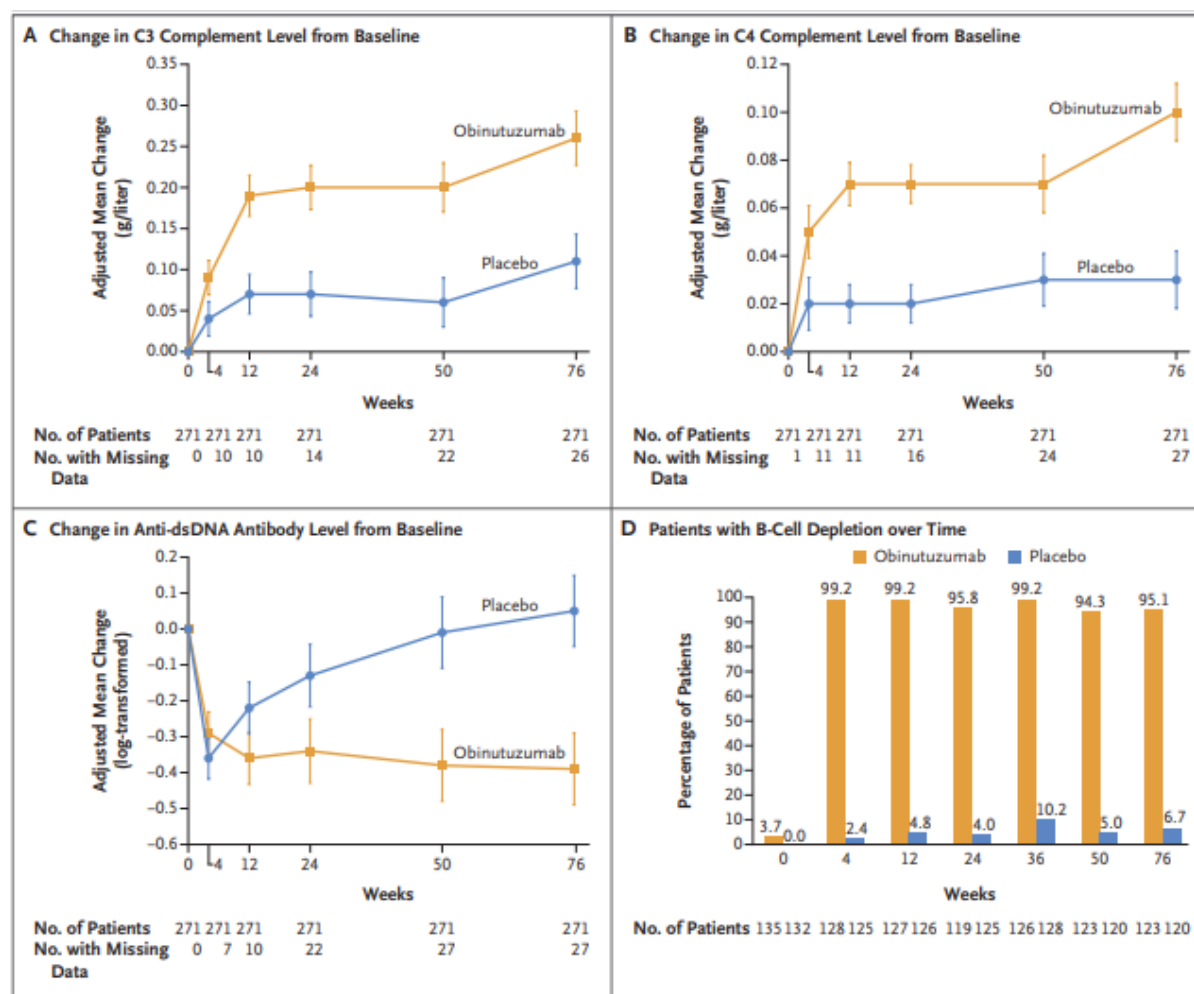 A Change in C3 Complement Level from Baseline
0.35
0.30
0.25
0.20
0.15
0.10
0.05
0.00
Adjusted Mean Change
(g/liter)
Obinutuzumab
Placebo
0 4 12 24 50 76
Weeks
No. of Patients 271 271 271 271 271 271
No. with Missing 0 10 10 14 22 26
Data
B Change in C4 Complement Level from Baseline
0.10
0.08
0.06
0.04
0.02
0.00
Adjusted Mean Change
(g/liter)
Obinutuzumab
Placebo
0 4 12 24 50 76
Weeks
No. of Patients 271 271 271 271 271 271
No. with Missing 1 11 11 16 24 27
Data
C Change in Anti-dsDNA Antibody Level from Baseline
0.2
0.1
0.0
−0.1
−0.2
−0.3
−0.4
−0.5
−0.6
Adjusted Mean Change
(log-transformed)
Placebo
Obinutuzumab
0 4 12 24 50 76
Weeks
No. of Patients 271 271 271 271 271 271
No. with Missing 0 7 10 22 27 27
Data
D Patients with B-Cell Depletion over Time
Obinutuzumab Placebo
100
90
80
70
60
50
40
30
20
10
0
Percentage of Patients
3.7 0.0 99.2 2.4 99.2 4.8 95.8 4.0 99.2 10.2 94.3 5.0 95.1 6.7
0 4 12 24 36 50 76
Weeks
No. of Patients 135 132 128 125 127 126 119 125 126 128 123 120 123 120